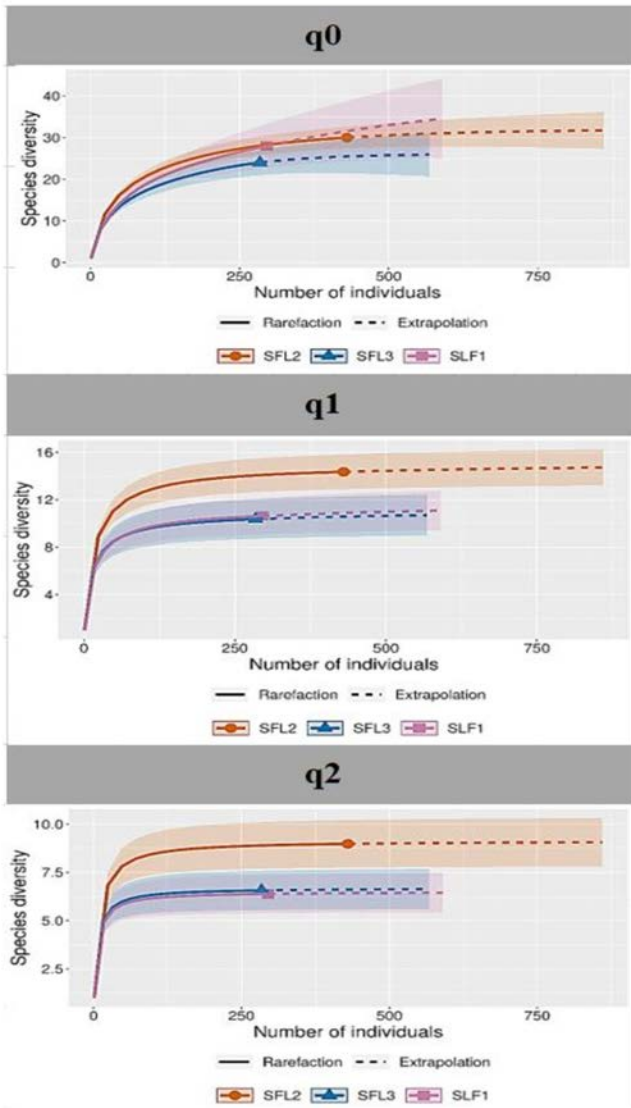 q0
Species diversity
40
30
20
10
0
0 250 500 750
Number of individuals
Rarefaction Extrapolation
SFL2 SFL3 SLF1
q1
Species diversity
16
12
8
4
0 250 500 750
Number of individuals
Rarefaction Extrapolation
SFL2 SFL3 SLF1
q2
Species diversity
10.0
7.5
5.0
2.5
0 250 500 750
Number of individuals
Rarefaction Extrapolation
SFL2 SFL3 SLF1